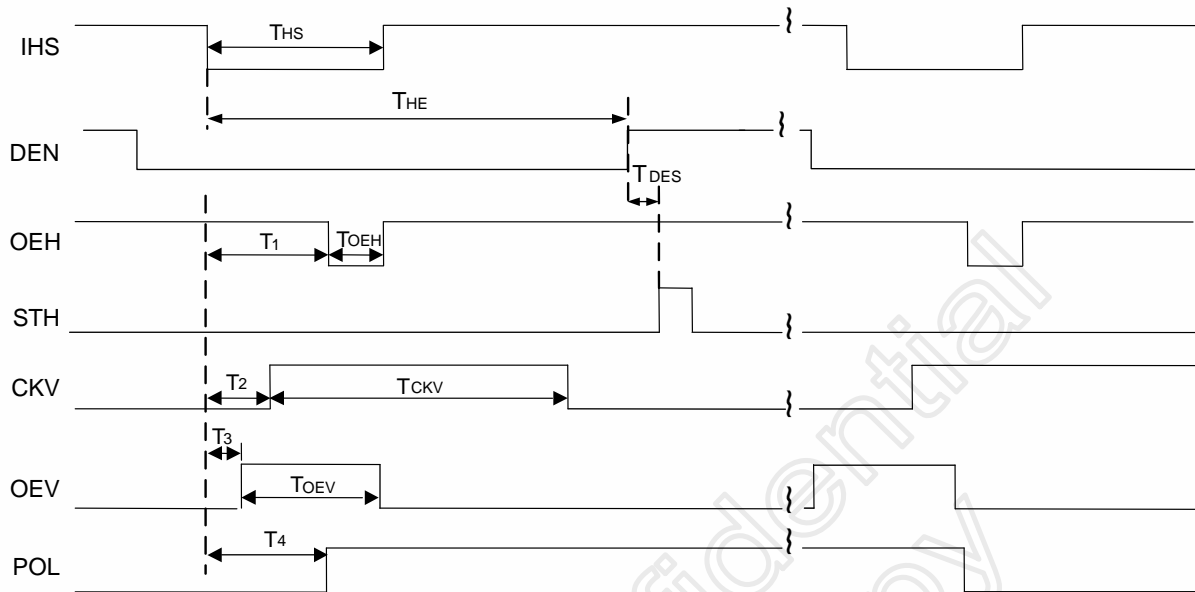 IHS
THS
THE
DEN
TDES
OEH
T1
TOEH
STH
CKV
T2
TCKV
T3
OEV
TOEV
T4
POL